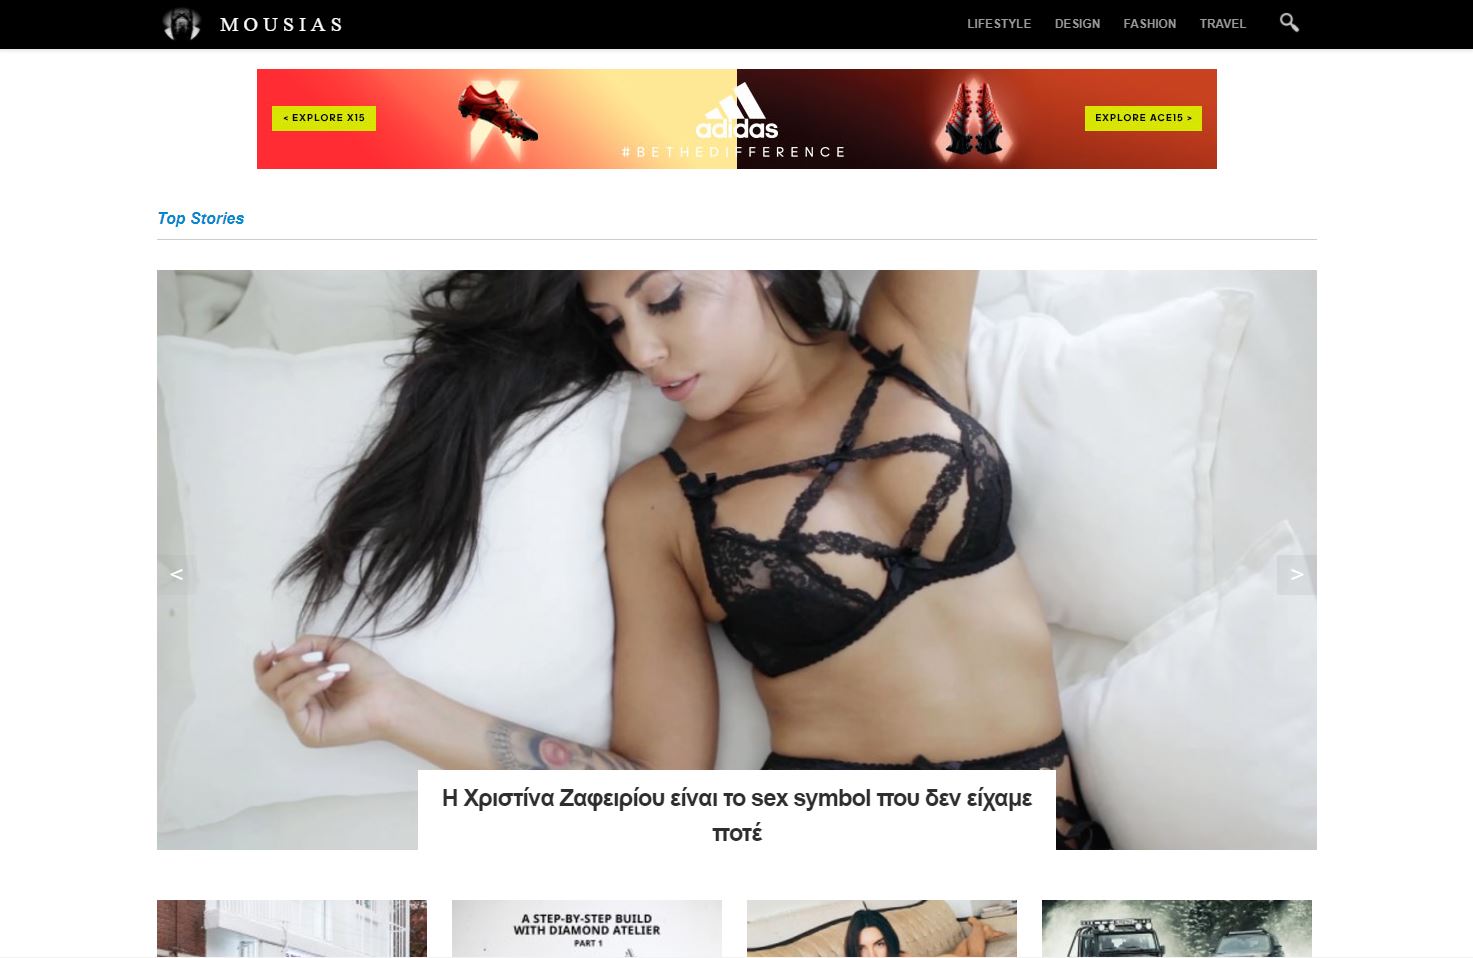 MOUSIAS
LIFESTYLE DESIGN FASHION TRAVEL
< EXPLORE X15
adidas
#BETHEDIFFERENCE
EXPLORE ACE15 >
Top Stories
<
>
Η Χριστίνα Ζαφειρίου είναι το sex symbol που δεν είχαμε
ποτέ
A STEP-BY-STEP BUILD
WITH DIAMOND ATELIER
PART 1